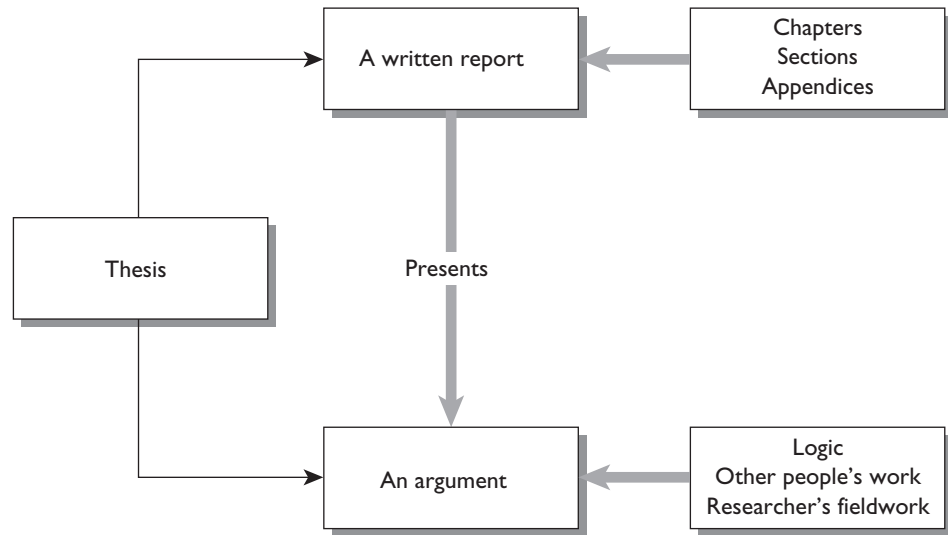 A written report
Chapters
Sections
Appendices
Thesis
Presents
An argument
Logic
Other people's work
Researcher's fieldwork